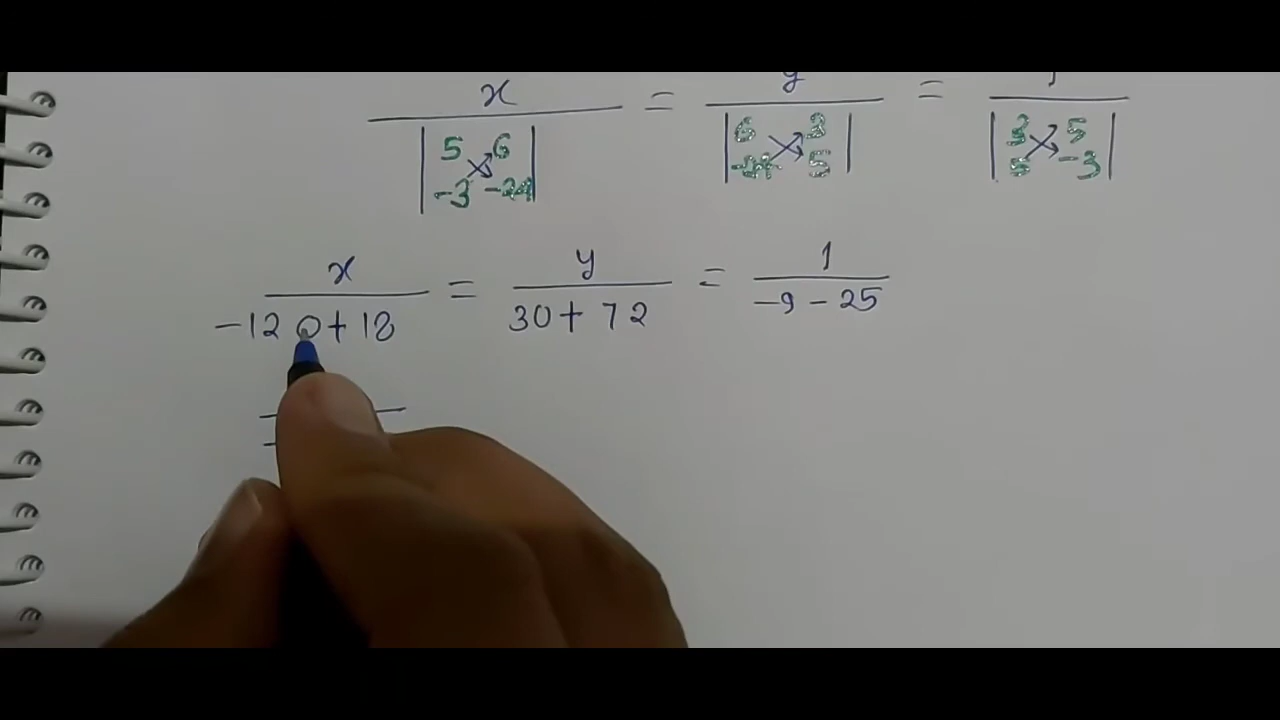 x = y = 1
|5 6| |6 3| |3 5|
|-3 -24| |-24 5| |5 -3|
x = y = 1
-120+18 30+72 -9-25
=